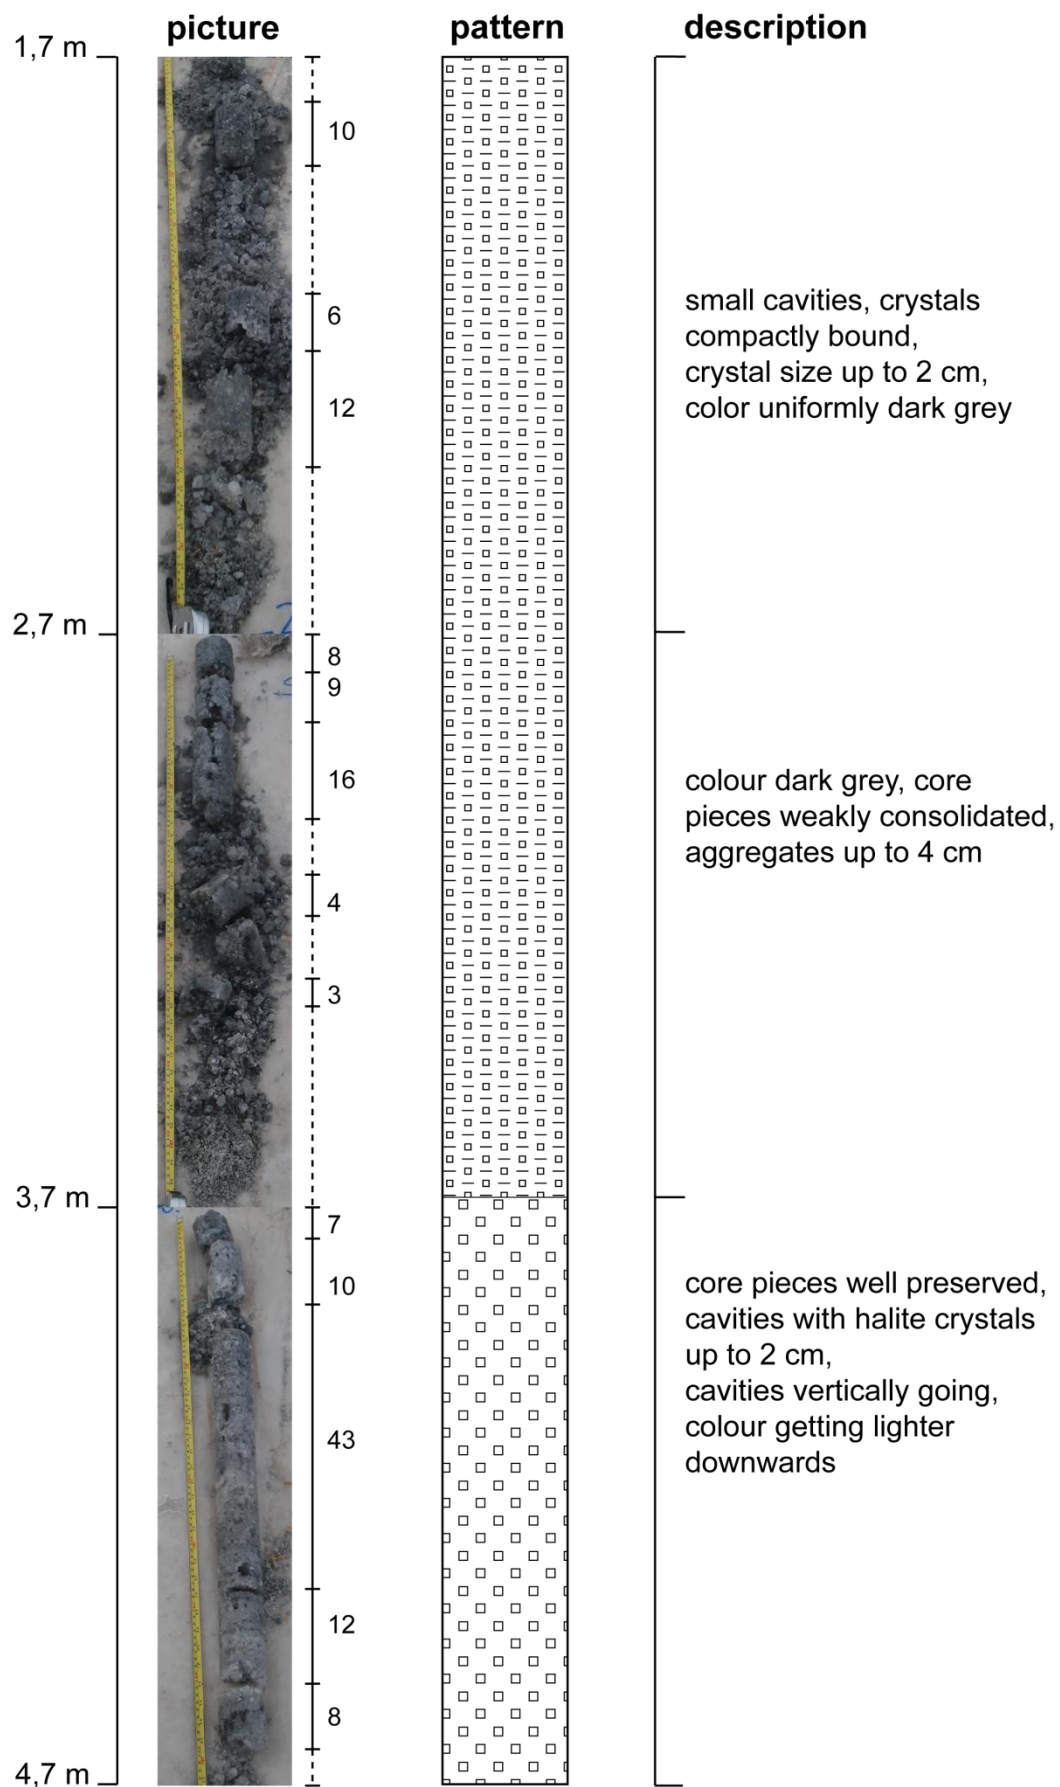 picture
pattern
description
1,7 m
10
6
12
small cavities, crystals
compactly bound,
crystal size up to 2 cm,
color uniformly dark grey
2,7 m
8
9
16
4
3
colour dark grey, core
pieces weakly consolidated,
aggregates up to 4 cm
3,7 m
7
10
43
12
8
core pieces well preserved,
cavities with halite crystals
up to 2 cm,
cavities vertically going,
colour getting lighter
downwards
4,7 m